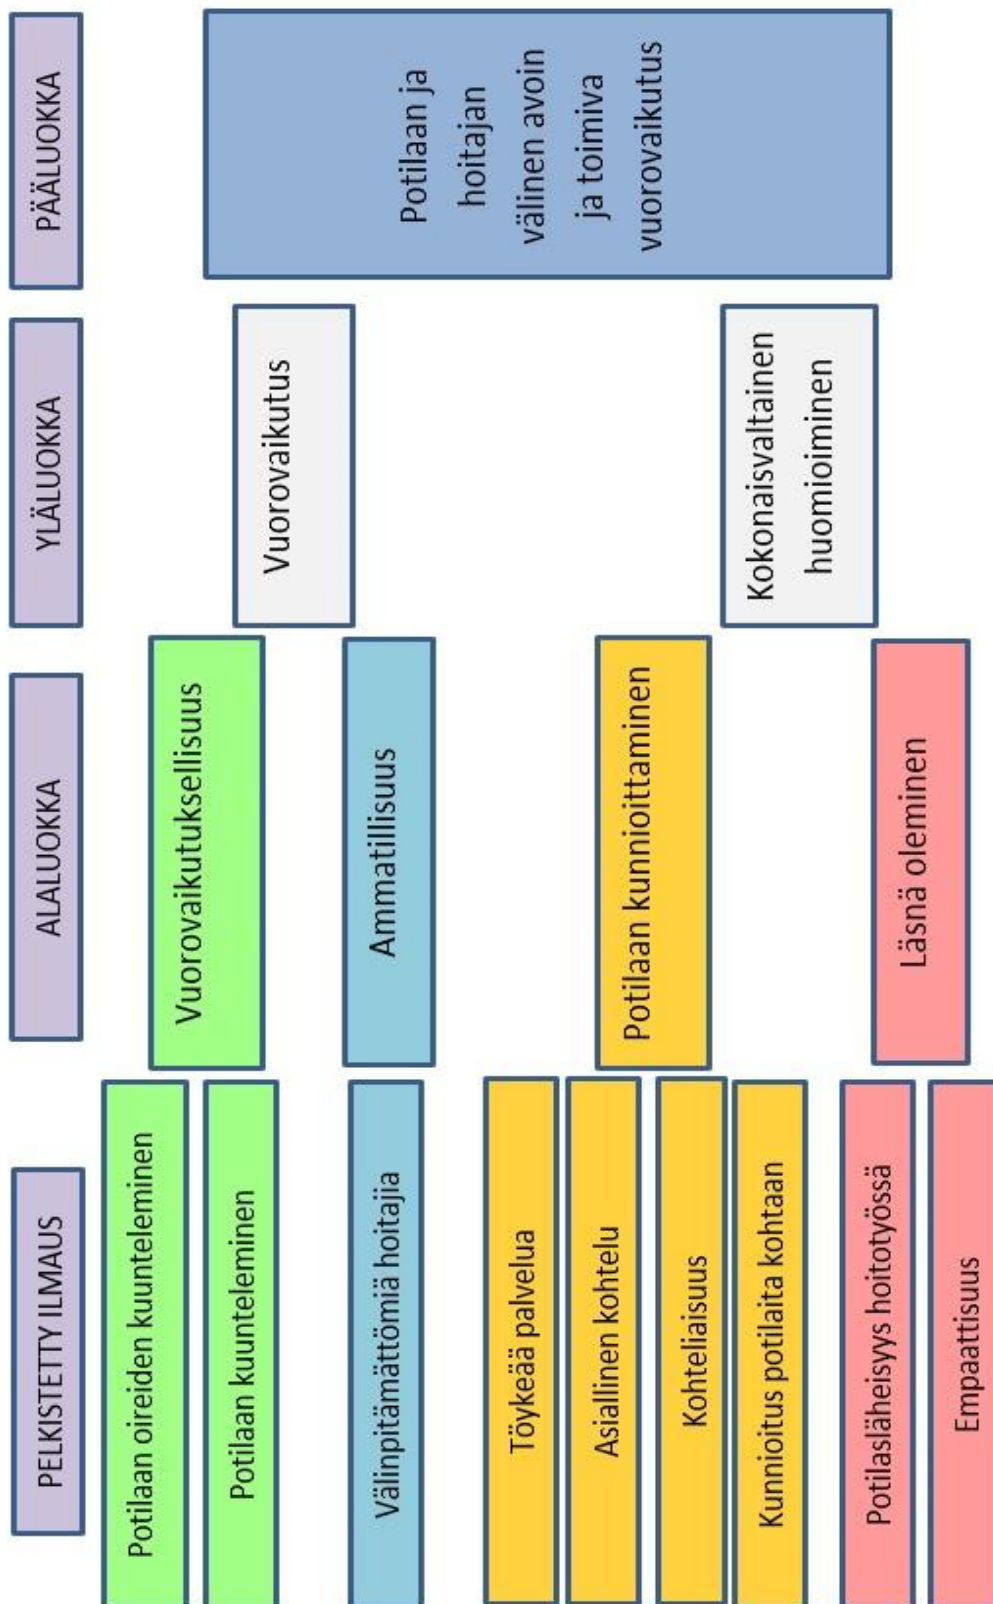 PELKISTETTY ILMAUS
ALALUOKKA
YLÄLUOKKA
PÄÄLUOKKA
Potilaan oireiden kuunteleminen
Potilaan kuunteleminen
Välinpitämättömiä hoitajia
Töykeää palvelua
Asiallinen kohtelu
Kohteliaisuus
Kunnioitus potilaita kohtaan
Potilasläheisyys hoitotyössä
Empaattisuus
Vuorovaikutuksellisuus
Ammatillisuus
Potilaan kunnioittaminen
Läsnä oleminen
Vuorovaikutus
Kokonaisvaltainen
huomioiminen
Potilaan ja
hoitajan
välinen avoin
ja toimiva
vuorovaikutus